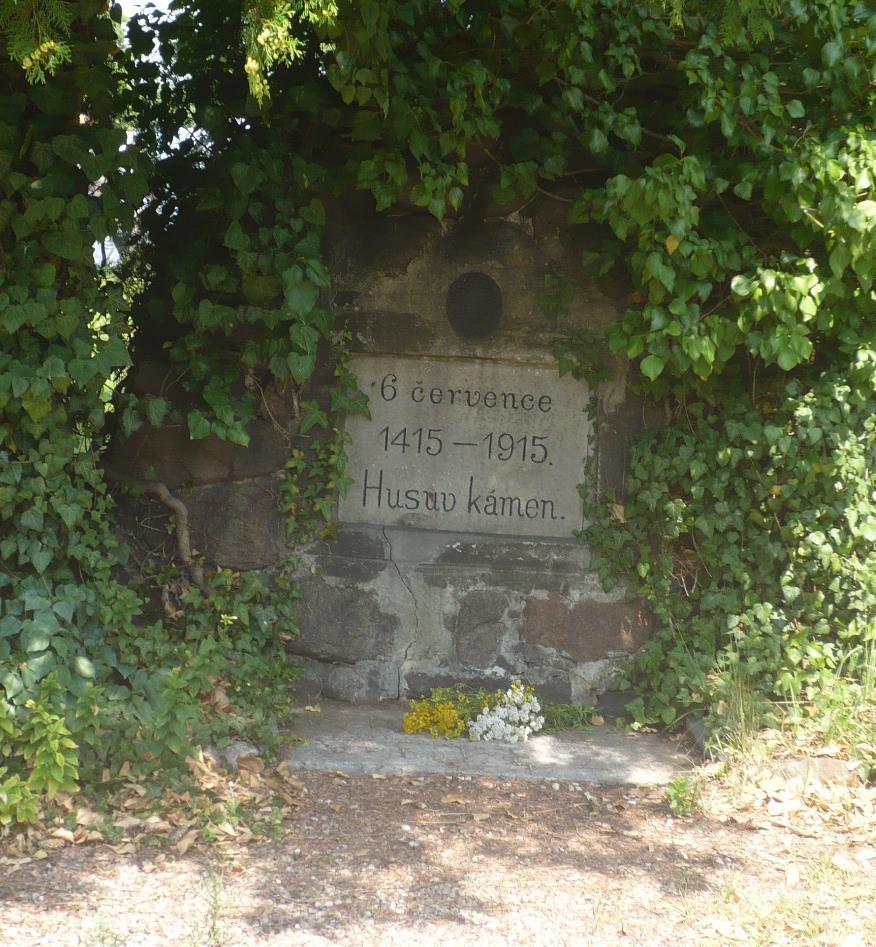 6 července
1415 – 1915.
Husuv kámen.